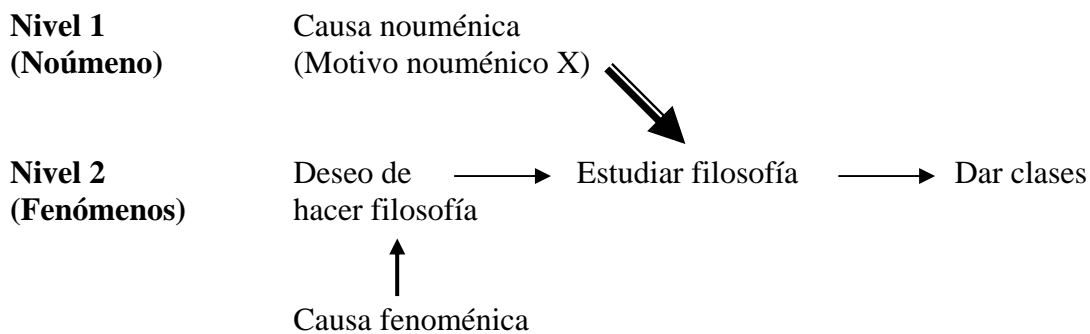 Nivel 1 Causa nouménica
(Noúmeno) (Motivo nouménico X)
Nivel 2 Deseo de Estudiar filosofía Dar clases
(Fenómenos) hacer filosofía
Causa fenoménica